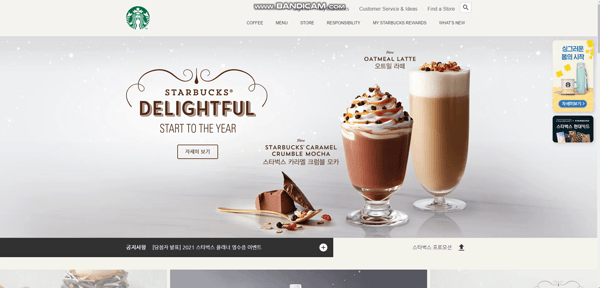 www.BANDICAM.com
Customer Service & Ideas
Find a Store
COFFEE
MENU
STORE
RESPONSIBILITY
MY STARBUCKS REWARDS
WHAT'S NEW
New
OATMEAL LATTE
오트밀 라떼
STARBUCKS®
DELIGHTFUL
START TO THE YEAR
자세히 보기
New
STARBUCKS® CARAMEL
CRUMBLE MOCHA
스타벅스 카라멜 크럼블 모카
싱그러운
봄의 시작
자세히보기
스타벅스 현대카드
공지사항
[당첨자 발표] 2021 스타벅스 플래너 영수증 이벤트
스타벅스 프로모션